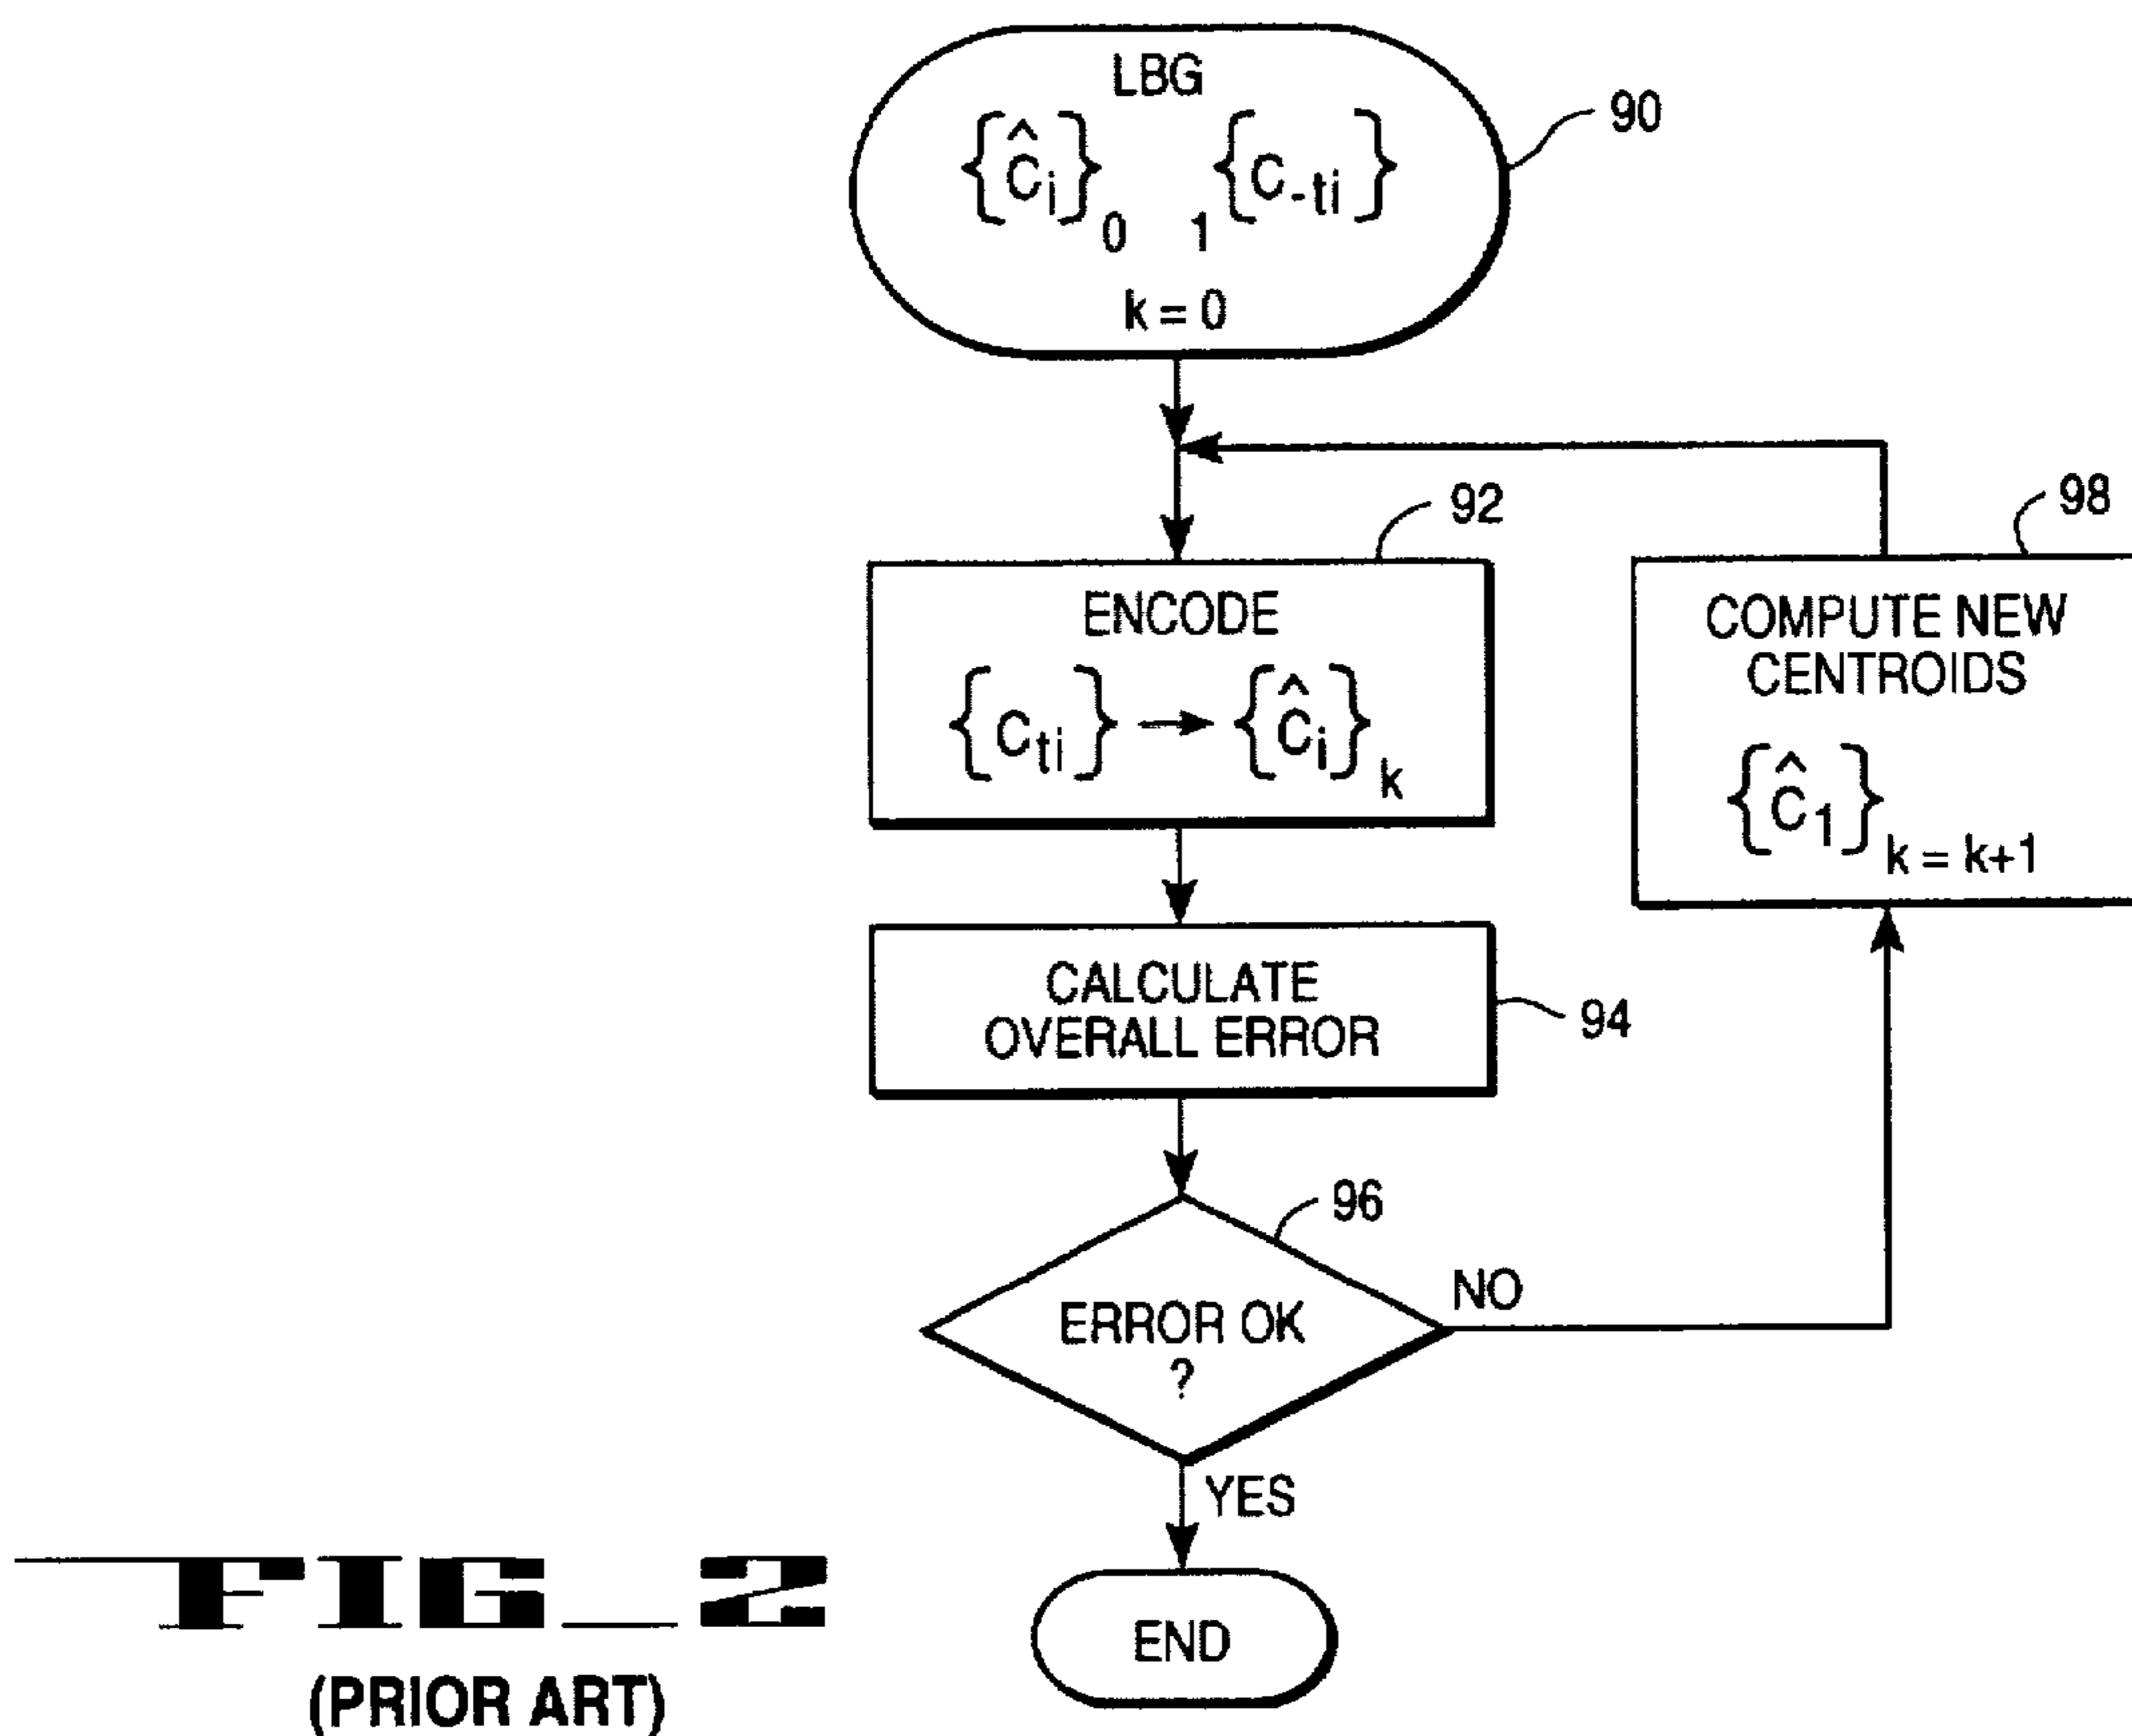 LBG
90
{ĉi}0 1{c-ti}
k = 0
92
ENCODE
{cti} → {ĉi}k
98
COMPUTE NEW
CENTROIDS
{ĉ1}k = k+1
CALCULATE
OVERALL ERROR
94
96
ERROR OK
?
NO
YES
END
FIG_2
(PRIOR ART)